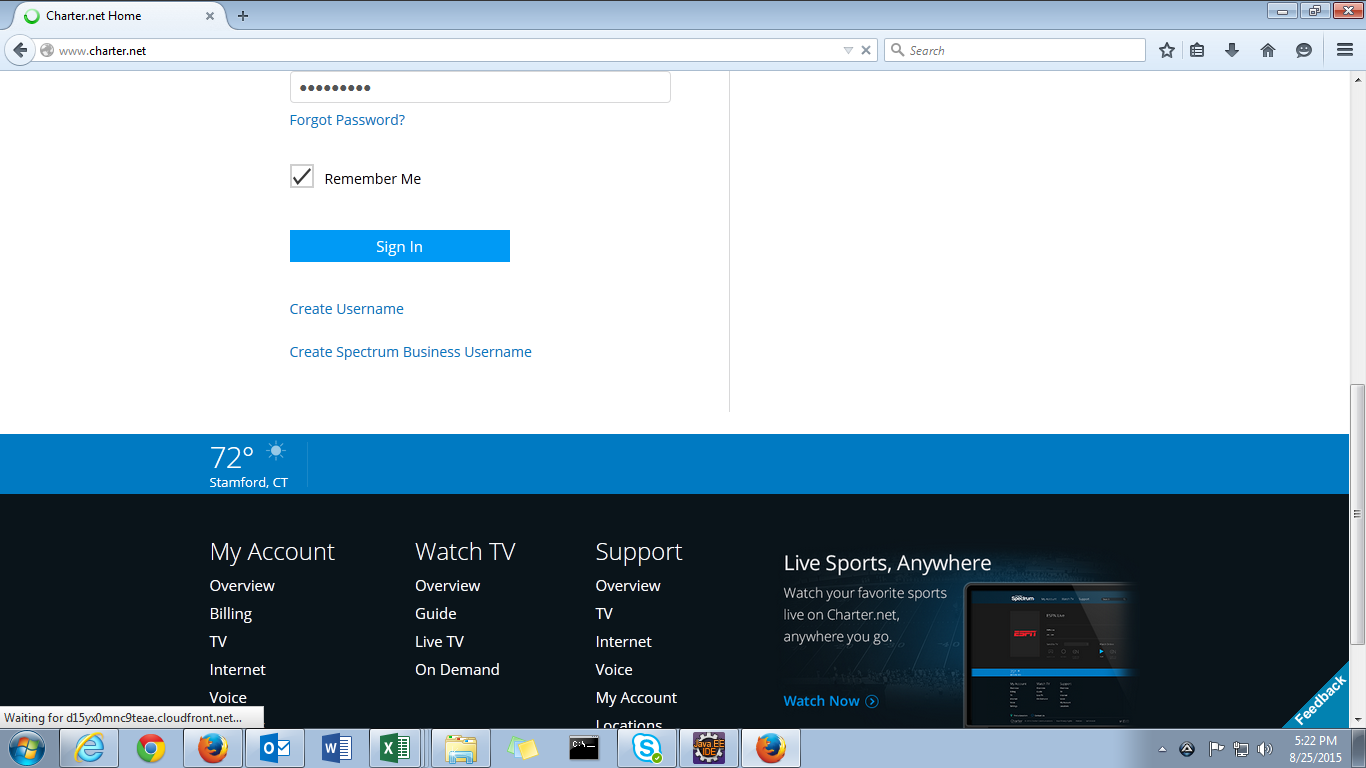 Charter.net Home
www.charter.net
Search
•••••••••
Forgot Password?
Remember Me
Sign In
Create Username
Create Spectrum Business Username
72°
Stamford, CT
My Account
Overview
Billing
TV
Internet
Voice
Watch TV
Overview
Guide
Live TV
On Demand
Support
Overview
TV
Internet
Voice
My Account
Locations
Live Sports, Anywhere
Watch your favorite sports
live on Charter.net,
anywhere you go.
Watch Now
Spectrum
ESPN
Feedback
Waiting for d15yx0mnc9teae.cloudfront.net...
Java EE
IDE
5:22 PM
8/25/2015